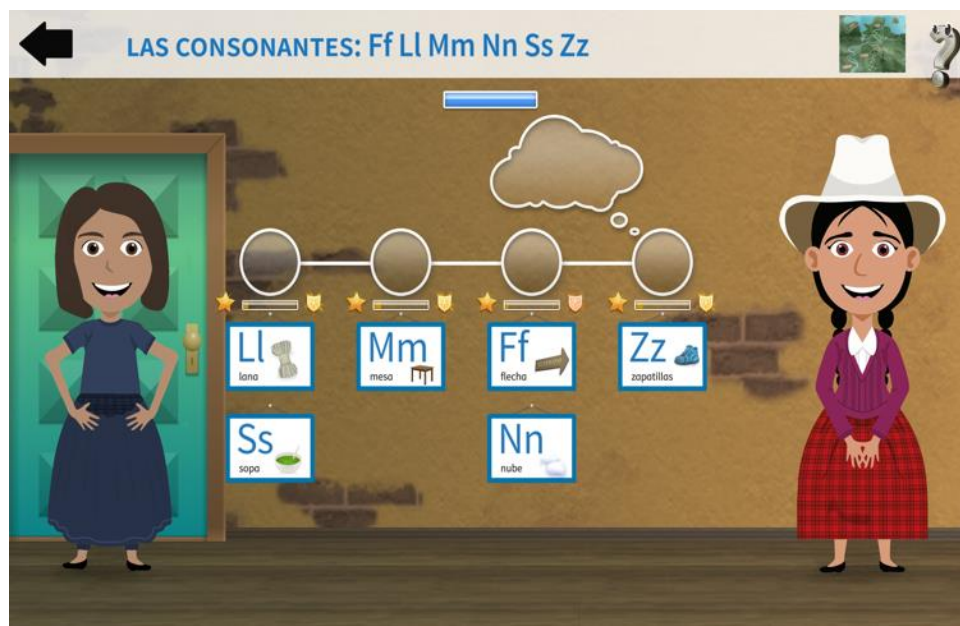 LAS CONSONANTES: Ff Ll Mm Nn Ss Zz
Ll
lana
Mm
mesa
Ff
flecha
Zz
zapatillas
Ss
sopa
Nn
nube